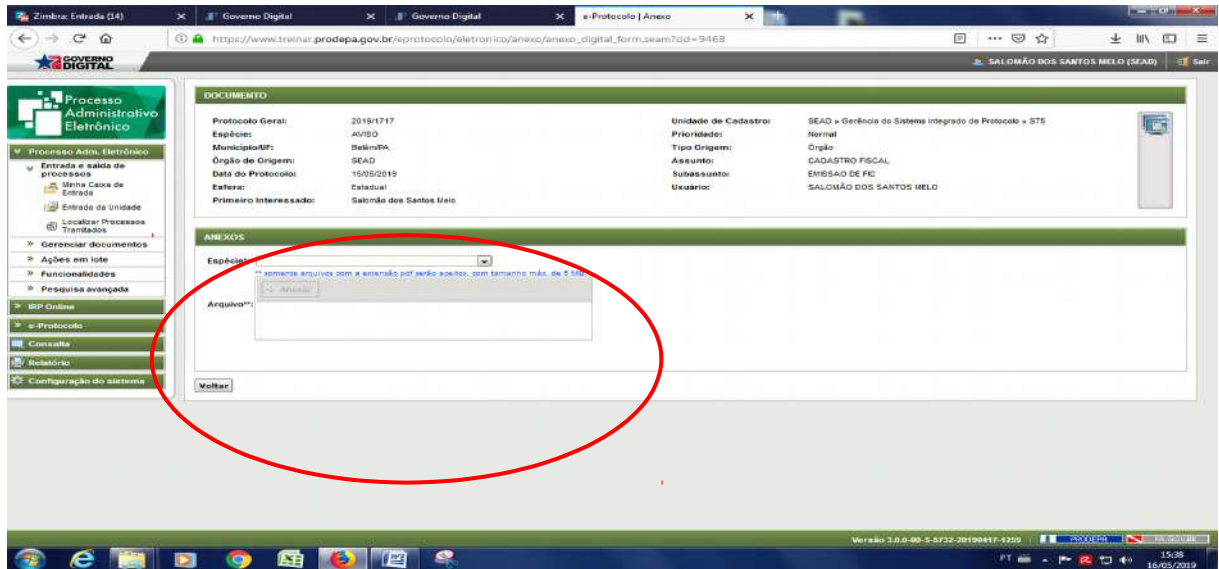 Zimbra: Entrada (14)
Governo Digital
Governo Digital
e-Protocolo | Anexo
https://www.treinar.prodepa.gov.br/eprotocolo/eletronico/anexo/anexo_digital_form.seam?cid=9468
GOVERNO
DIGITAL
SALOMÃO DOS SANTOS MELO (SEAD)
Sair
Processo
Administrativo
Eletrônico
Processo Adm. Eletrônico
Entrada e saída de
processos
Minha Caixa de
Entrada
Entrada da Unidade
Localizar Processos
Tramitados
Gerenciar documentos
Ações em lote
Funcionalidades
Pesquisa avançada
IRP Online
e-Protocolo
Consulta
Relatório
Configuração do sistema
DOCUMENTO
Protocolo Geral: 2019/1717
Espécie: AVISO
Município/UF: Belém/PA
Órgão de Origem: SEAD
Data do Protocolo: 16/05/2019
Esfera: Estadual
Primeiro Interessado: Salomão dos Santos Melo
Unidade de Cadastro: SEAD » Gerência do Sistema Integrado de Protocolo » STS
Prioridade: Normal
Tipo Origem: Órgão
Assunto: CADASTRO FISCAL
Subassunto: EMISSAO DE FIC
Usuário: SALOMÃO DOS SANTOS MELO
ANEXOS
Espécie:
** somente arquivos com a extensão pdf serão aceitos, com tamanho máx. de 5 MB
Anexar
Arquivo**:
Voltar
Versão 3.0.0-00-S-5732-20190417-1259
PRODEPA
PT
15:38
16/05/2019